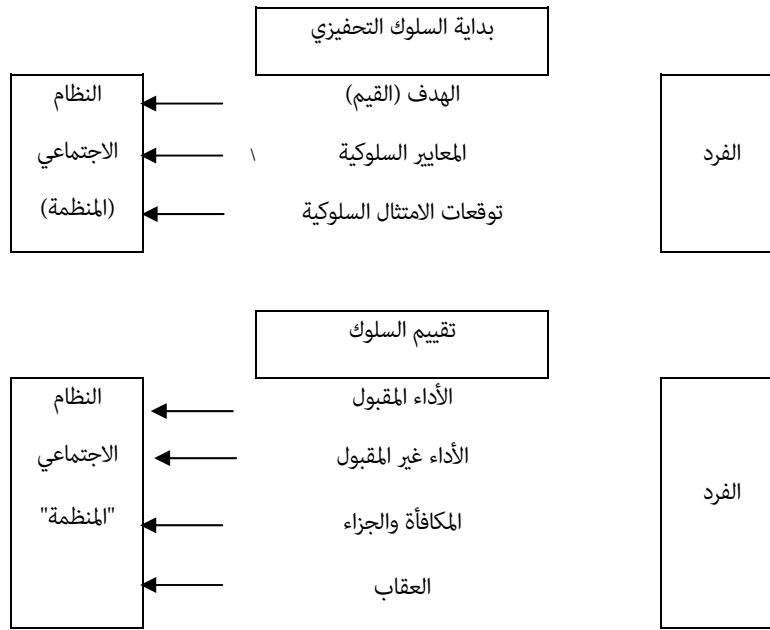 بداية السلوك التحفيزي
الفرد
الهدف (القيم)
المعايير السلوكية
\
توقعات الامتثال السلوكية
النظام
الاجتماعي
(المنظمة)
تقييم السلوك
الفرد
الأداء المقبول
الأداء غير المقبول
المكافأة والجزاء
العقاب
النظام
الاجتماعي
"المنظمة"